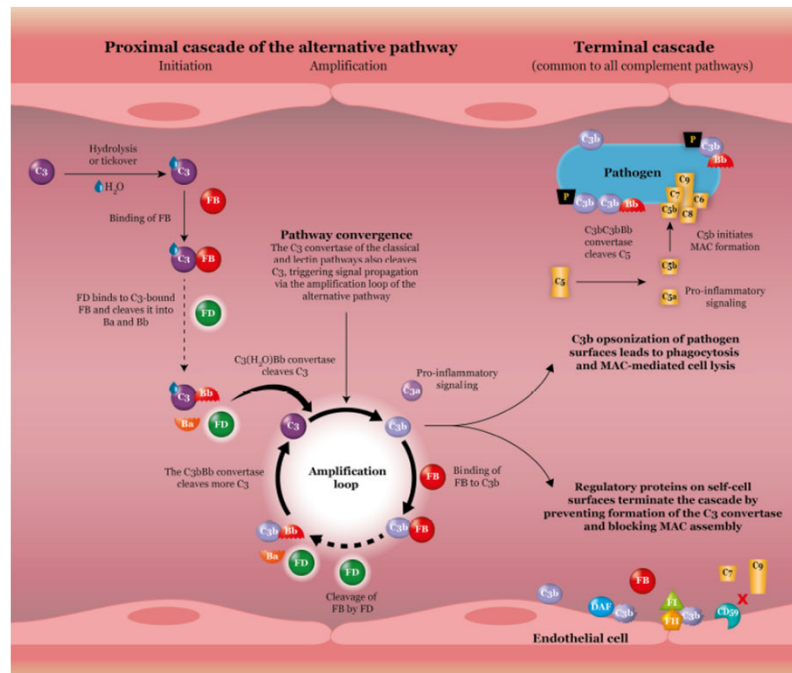 Proximal cascade of the alternative pathway
Initiation
Amplification
Terminal cascade
(common to all complement pathways)
Hydrolysis
or tickover
C3
H2O
C3
Binding of FB
FB
C3
FB
FD binds to C3-bound
FB and cleaves it into
Ba and Bb
FD
C3
Bb
Ba
FD
C3(H2O)Bb convertase
cleaves C3
Pathway convergence
The C3 convertase of the classical
and lectin pathways also cleaves
C3, triggering signal propagation
via the amplification loop of the
alternative pathway
C3
C3b
C3a
Pro-inflammatory
signaling
Amplification
loop
Binding of
FB to C3b
FB
C3b
FB
Cleavage of
FB by FD
FD
C3b
Bb
Ba
FD
The C3bBb convertase
cleaves more C3
C3b
P
C3b
Bb
Pathogen
P
C3b
C3b
Bb
C9
C7
C6
C5b
C8
C3bC3bBb
convertase
cleaves C5
C5b initiates
MAC formation
C5
C5b
C5a
Pro-inflammatory
signaling
C3b opsonization of pathogen
surfaces leads to phagocytosis
and MAC-mediated cell lysis
Regulatory proteins on self-cell
surfaces terminate the cascade by
preventing formation of the C3 convertase
and blocking MAC assembly
C3b
DAF
C3b
FB
FI
FH
C3b
C7
C9
X
CD59
Endothelial cell